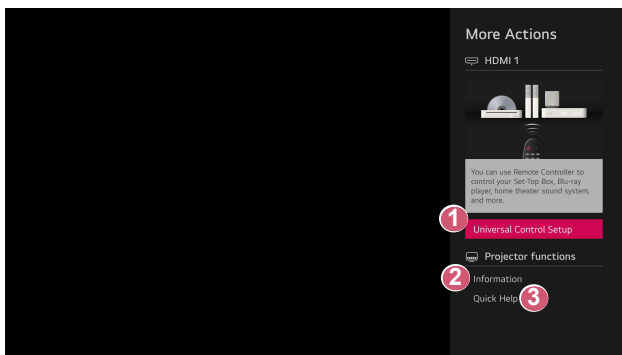 More Actions
HDMI 1
You can use Remote Controller to
control your Set-Top Box, Blu-ray
player, home theater sound system,
and more.
1
Universal Control Setup
Projector functions
2
Information
Quick Help 3